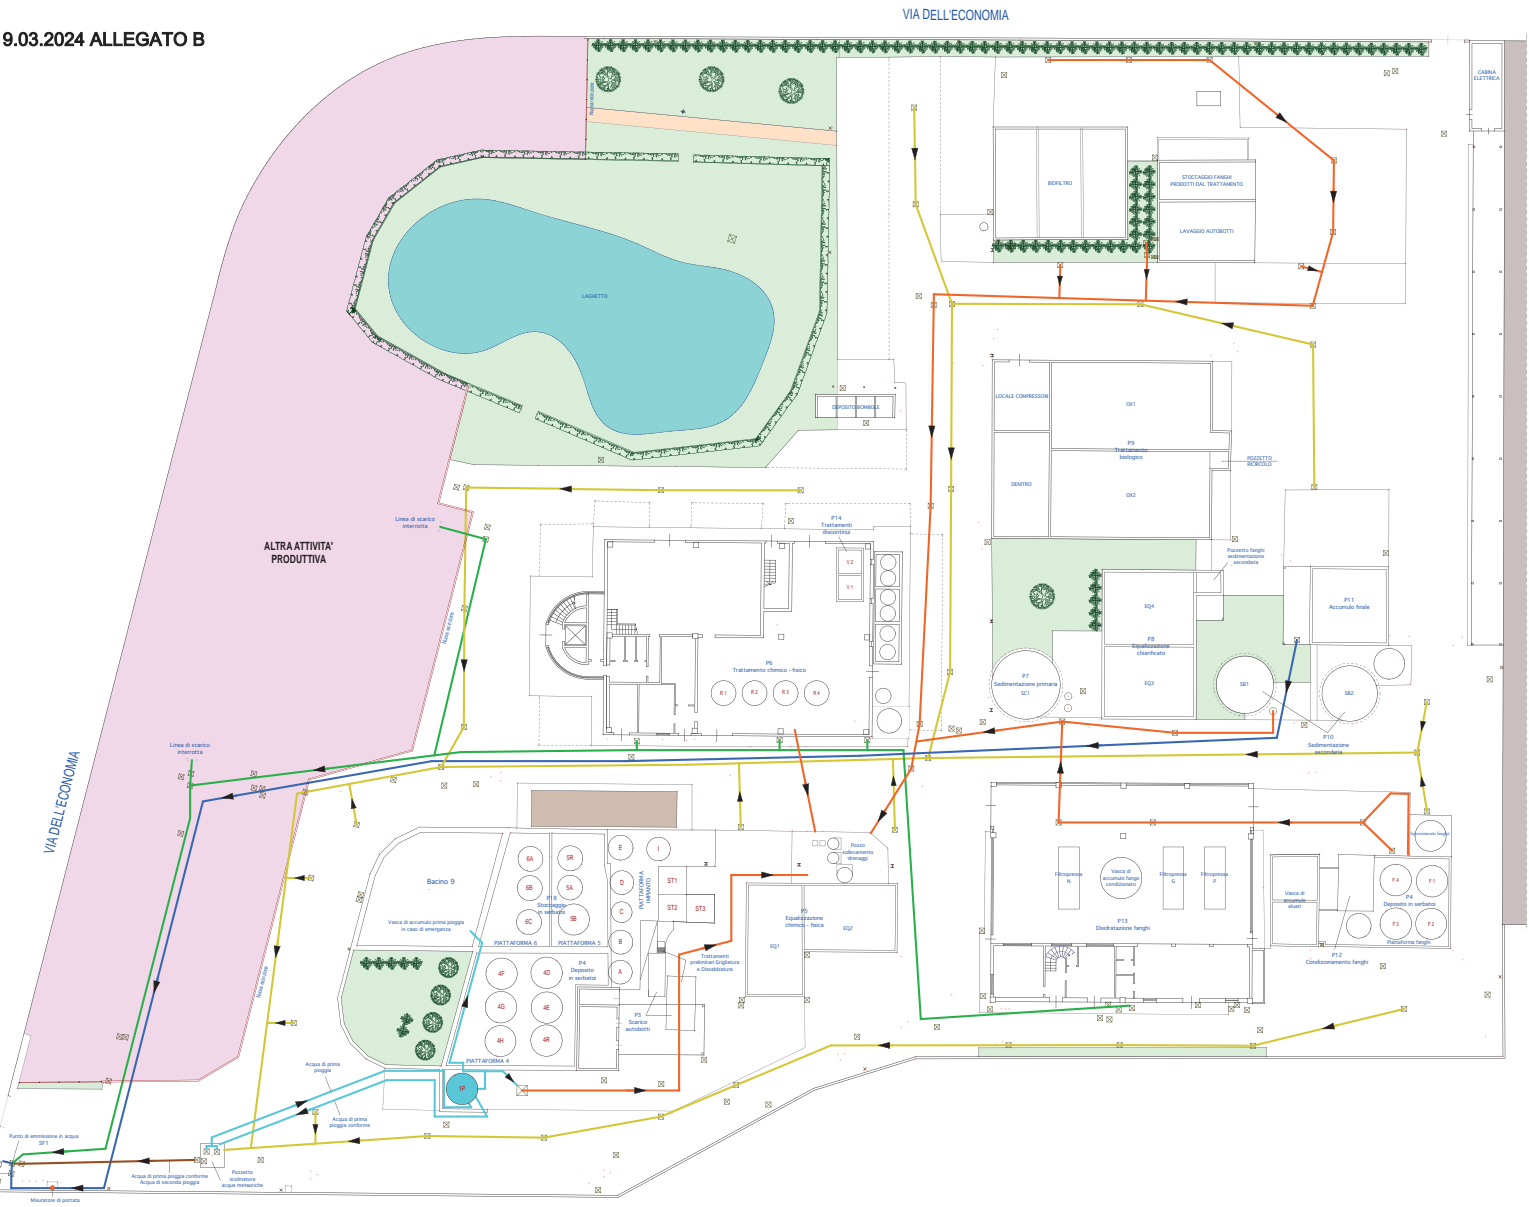 VIA DELL'ECONOMIA
9.03.2024 ALLEGATO B
CABINA
ELETTRICA
Nuova recinzione
BIOFILTRO
STOCCAGGIO FANGHI
PRODOTTI DAL TRATTAMENTO
LAVAGGIO AUTOBOTTI
LAGHETTO
DEPOSITO BOMBOLE
LOCALE COMPRESSORI
OX1
P9
Trattamento
biologico
POZZETTO
RICIRCOLO
DENITRO
OX2
Linea di scarico
interrotta
P14
Trattamenti
discontinui
V2
V1
ALTRA ATTIVITA'
PRODUTTIVA
Pozzetto fanghi
sedimentazione
secondaria
EQ4
P11
Accumulo finale
Nuova recinzione
P8
Equalizzazione
chiarificato
P6
Trattamento chimico - fisico
R1
R2
R3
R4
P7
Sedimentazione primaria
SC1
EQ3
SB1
SB2
P10
Sedimentazione
secondaria
Linea di scarico
interrotta
VIA DELL'ECONOMIA
Bacino 9
6A
6B
6C
5R
5A
5B
P18
Stoccaggio
in serbatoi
E
I
D
C
B
A
PIATTAFORMA
IMPIANTO
ST1
ST2
ST3
Pozzo
sollevamento
drenaggi
Filtropressa
N
Vasca di
accumulo fango
condizionato
Filtropressa
G
Filtropressa
P
Ispessimento fanghi
Vasca di
accumulo
eluati
F4
F1
P4
Deposito in serbatoi
F3
F2
Piattaforma fanghi
P12
Condizionamento fanghi
P13
Disidratazione fanghi
Vasca di accumulo prima pioggia
in caso di emergenza
PIATTAFORMA 6
PIATTAFORMA 5
P5
Equalizzazione
chimico - fisica
EQ1
EQ2
Trattamenti
preliminari Grigliatura
e Dissabbiatura
4F
4D
P4
Deposito
in serbatoi
4G
4E
4H
4R
PIATTAFORMA 4
P3
Scarico
autobotti
Nuova recinzione
Acqua di prima
pioggia
1P
Acqua di prima
pioggia conforme
Punto di emmissione in acqua
SF1
Acqua di prima pioggia conforme
Acqua di seconda pioggia
Pozzetto
scolmatore
acque meteoriche
Misuratore di portata